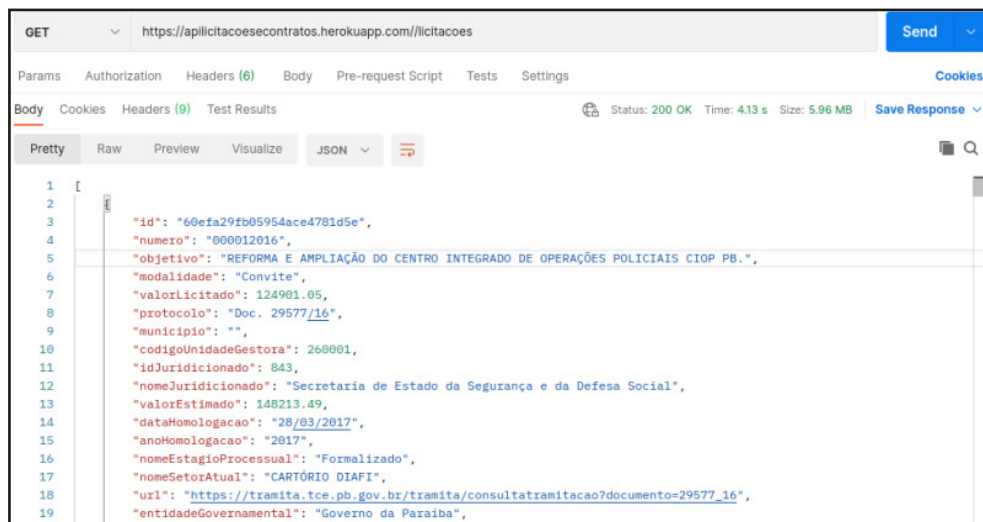 GET https://apilicitacoesecontratos.herokuapp.com//licitacoes Send
Params Authorization Headers (6) Body Pre-request Script Tests Settings Cookies
Body Cookies Headers (9) Test Results Status: 200 OK Time: 4.13 s Size: 5.96 MB Save Response
Pretty Raw Preview Visualize JSON
1 [
2 {
3 "id": "60efa29fb05954ace4781d5e",
4 "numero": "000012016",
5 "objetivo": "REFORMA E AMPLIAÇÃO DO CENTRO INTEGRADO DE OPERAÇÕES POLICIAIS CIOP PB.",
6 "modalidade": "Convite",
7 "valorLicitado": 124901.05,
8 "protocolo": "Doc. 29577/16",
9 "municipio": "",
10 "codigoUnidadeGestora": 260001,
11 "idJuridicionado": 843,
12 "nomeJuridicionado": "Secretaria de Estado da Segurança e da Defesa Social",
13 "valorEstimado": 148213.49,
14 "dataHomologacao": "28/03/2017",
15 "anoHomologacao": "2017",
16 "nomeEstagioProcessual": "Formalizado",
17 "nomeSetorAtual": "CARTÓRIO DIAFI",
18 "url": "https://tramita.tce.pb.gov.br/tramita/consultatramitacao?documento=29577_16",
19 "entidadeGovernamental": "Governo da Paraíba",